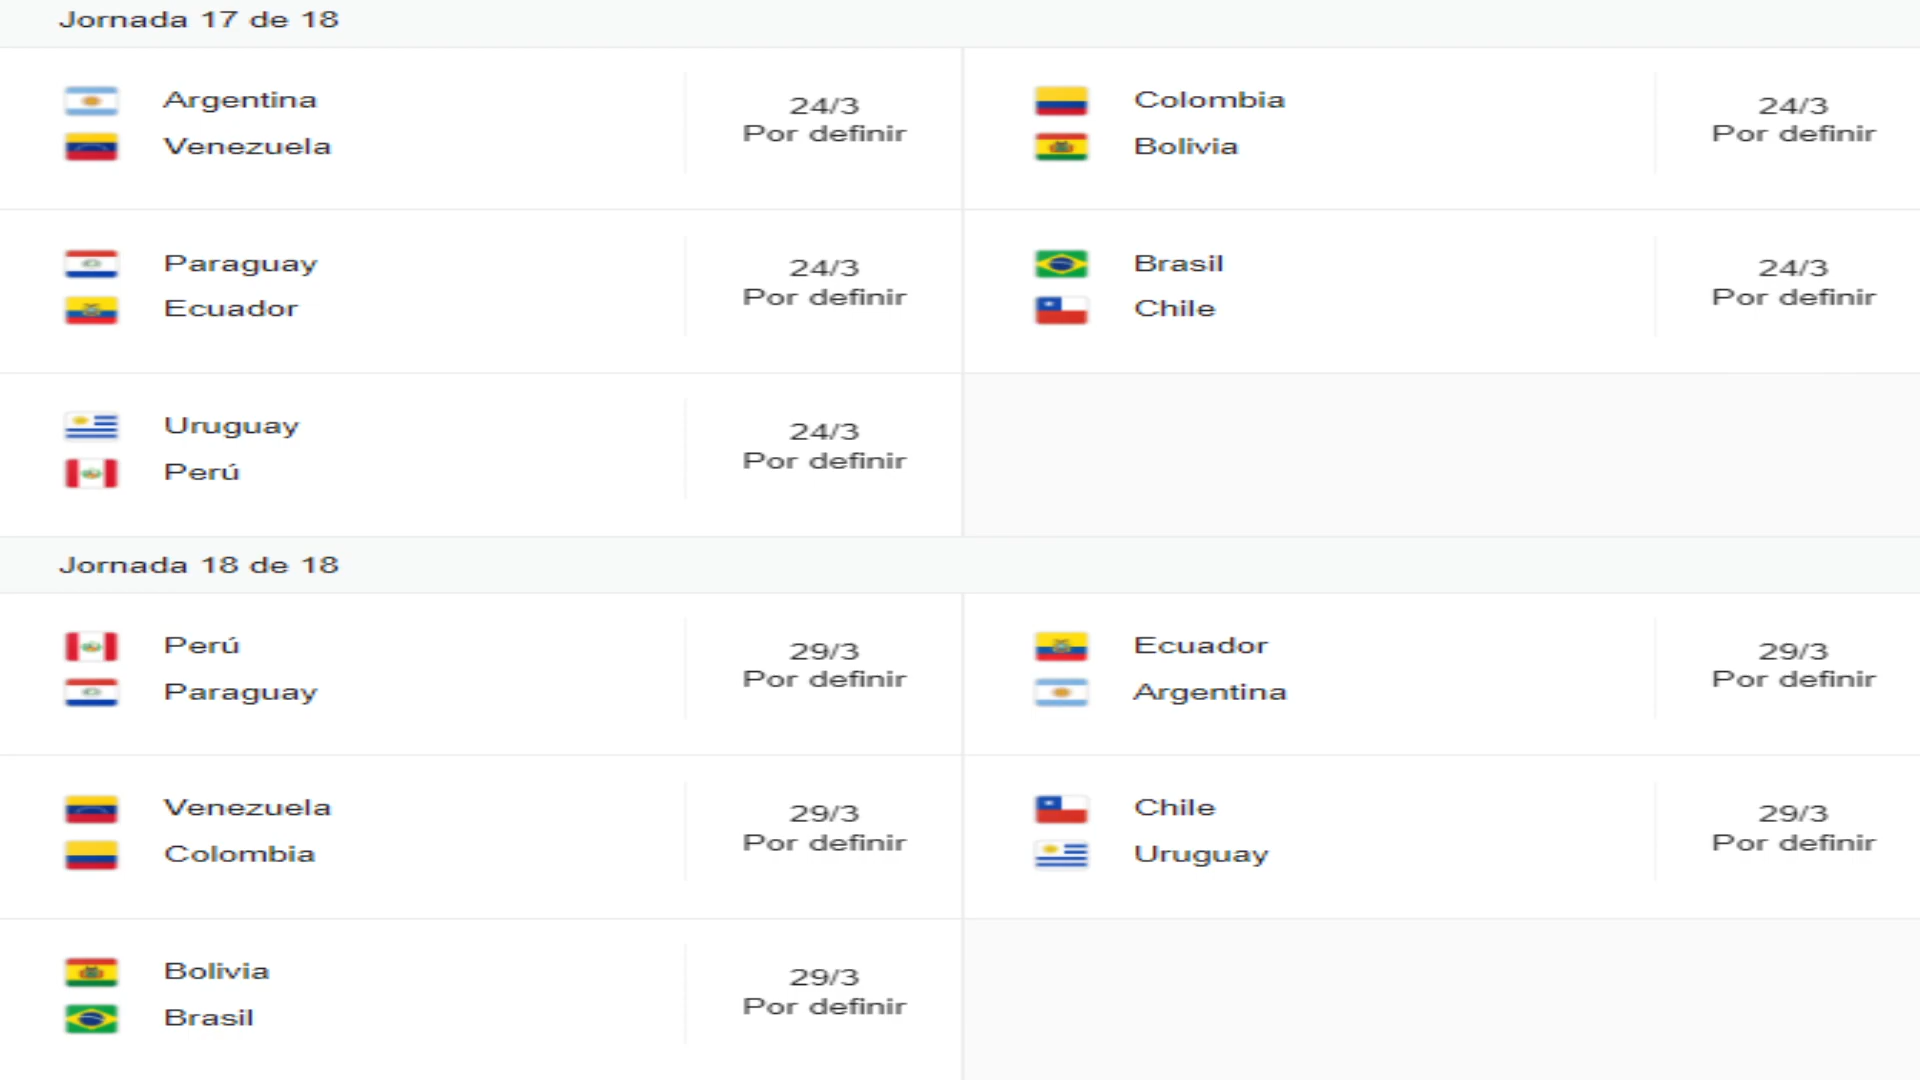 Jornada 17 de 18
Argentina
Venezuela
24/3
Por definir
Colombia
Bolivia
24/3
Por definir
Paraguay
Ecuador
24/3
Por definir
Brasil
Chile
24/3
Por definir
Uruguay
Perú
24/3
Por definir
Jornada 18 de 18
Perú
Paraguay
29/3
Por definir
Ecuador
Argentina
29/3
Por definir
Venezuela
Colombia
29/3
Por definir
Chile
Uruguay
29/3
Por definir
Bolivia
Brasil
29/3
Por definir